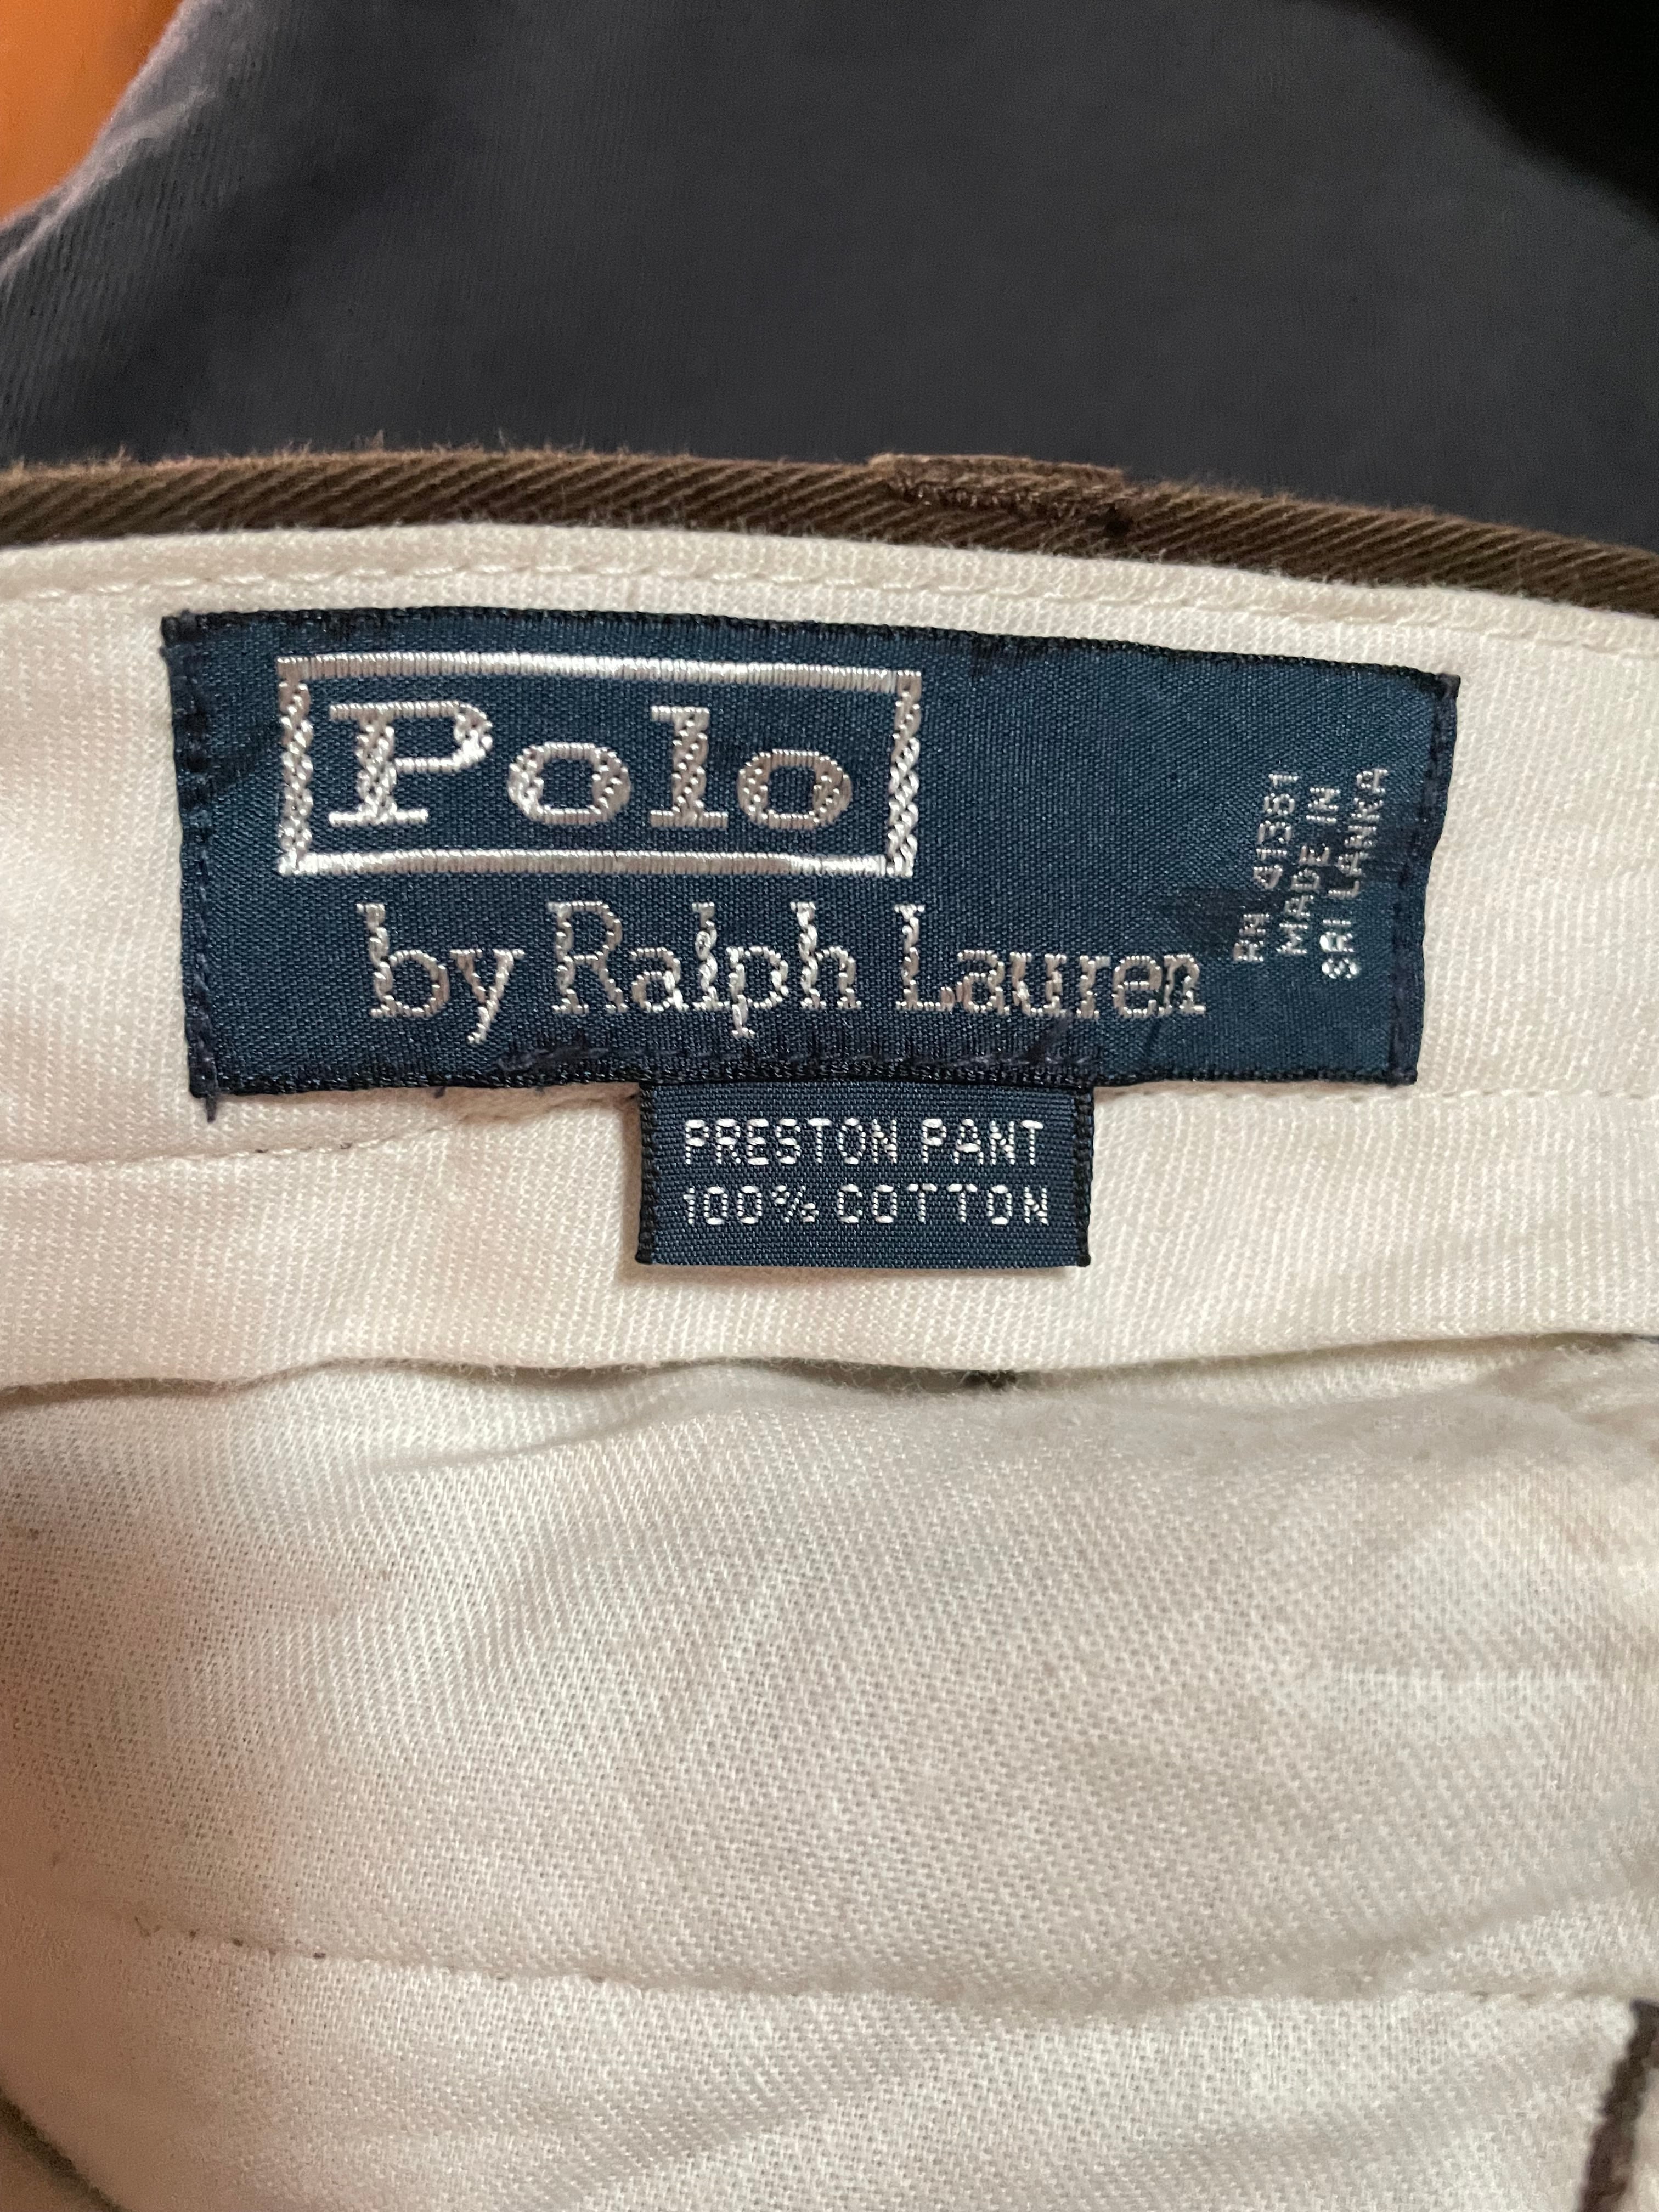 Polo
by Ralph Lauren
RN 41381
MADE IN
SRI LANKA
PRESTON PANT
100% COTTON